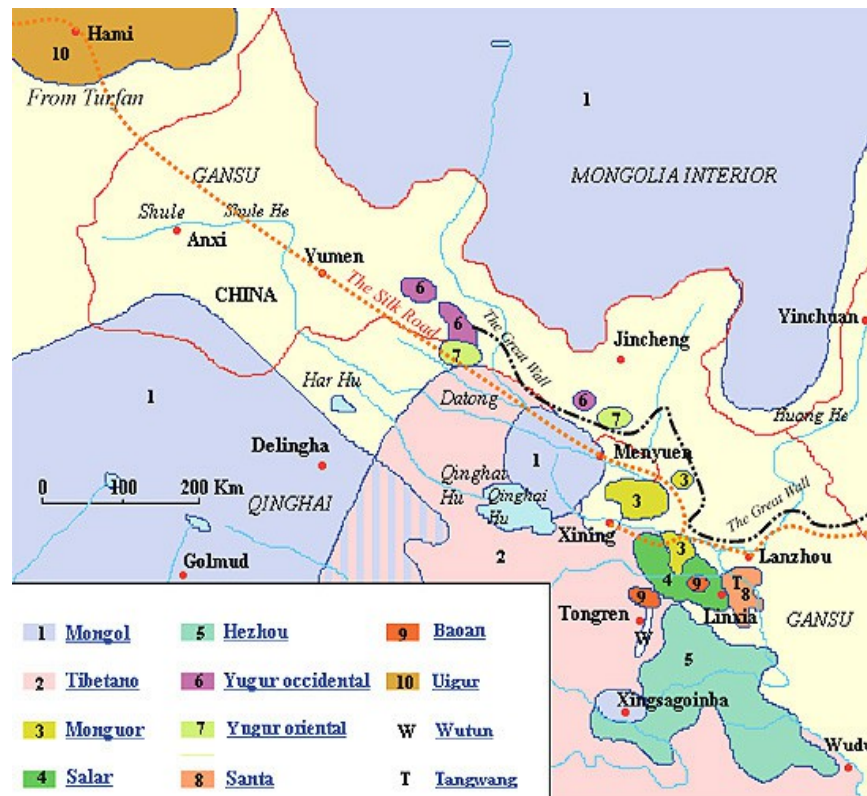 Hami
10
From Turfan
1
GANSU
MONGOLIA INTERIOR
Shule
Shule He
Anxi
Yumen
The Silk Road
6
CHINA
6
The Great Wall
Yinchuan
Jincheng
7
Har Hu
Datong
6
7
Huang He
1
Delingha
1
Menyuen
0 100 200 Km
QINGHAI
Qinghai
Hu
Qinghai
Hu
3
3
The Great Wall
Xining
2
Golmud
3
Lanzhou
4
9
T
8
9
Linxia
Tongren
W
GANSU
5
Xingsagoinba
Wudu
1 Mongol
5 Hezhou
9 Baoan
2 Tibetano
6 Yugur occidental
10 Uigur
3 Monguor
7 Yugur oriental
W Wutun
4 Salar
8 Santa
T Tangwang